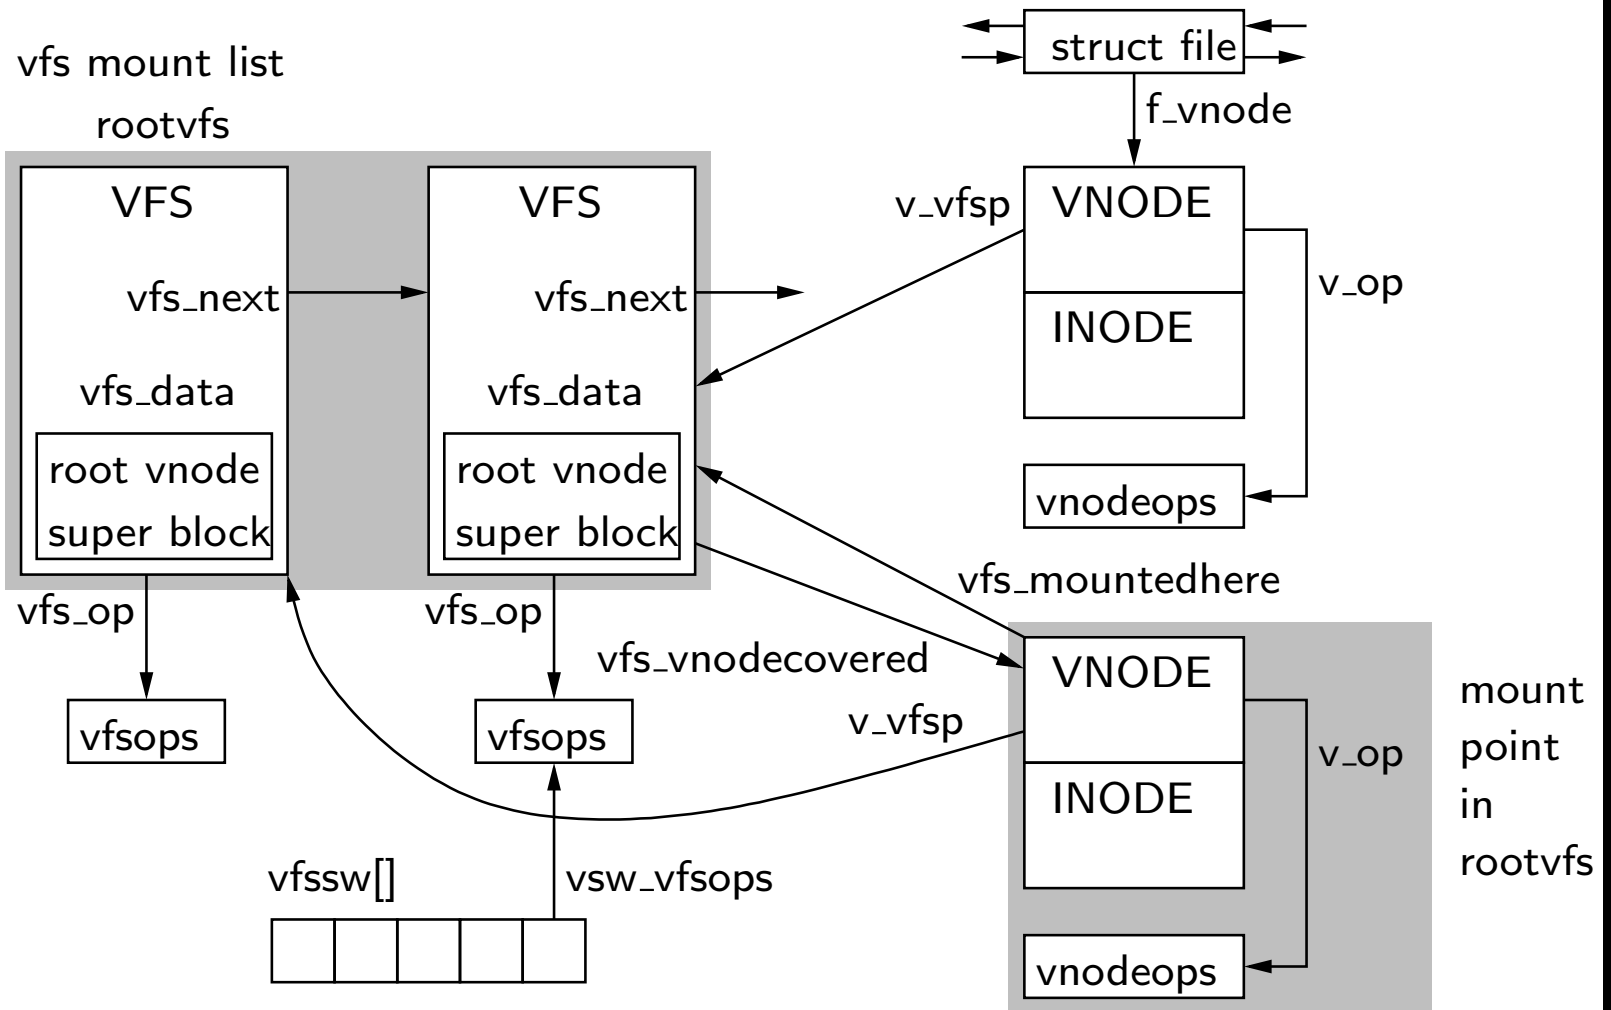 vfs mount list
rootvfs
struct file
f_vnode
VFS
vfs_next
vfs_data
root vnode
super block
vfs_op
vfsops
VFS
vfs_next
vfs_data
root vnode
super block
vfs_op
vfsops
v_vfsp
VNODE
INODE
v_op
vnodeops
vfs_mountedhere
vfs_vnodecovered
v_vfsp
VNODE
INODE
v_op
vnodeops
mount
point
in
rootvfs
vfssw[]
vsw_vfsops